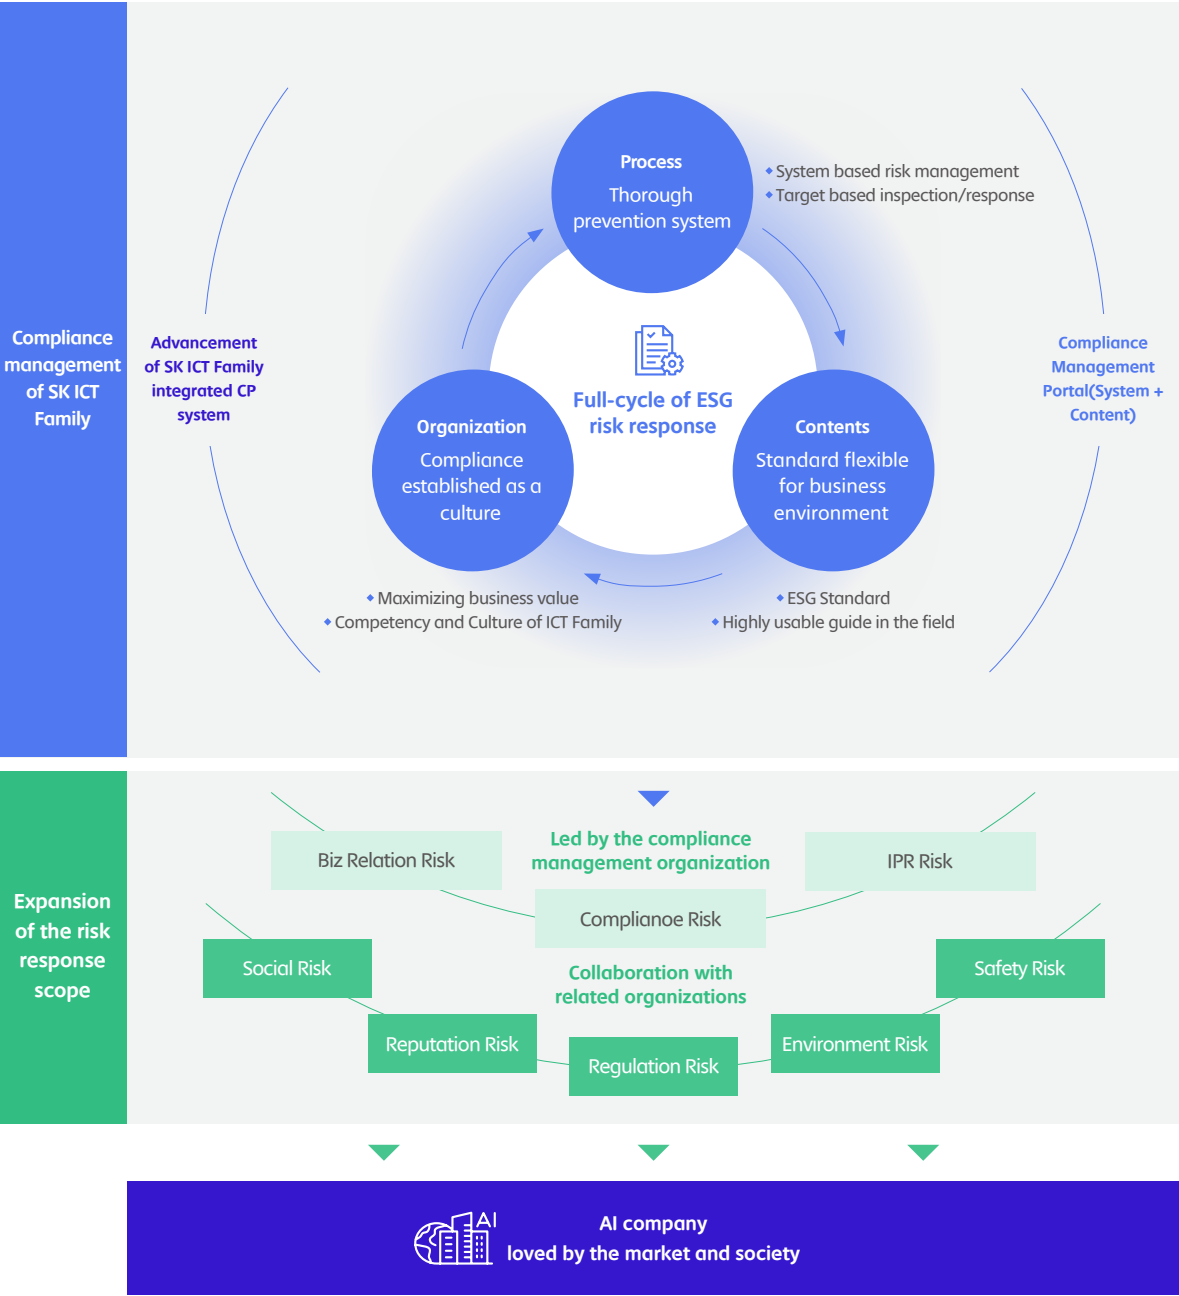 Compliance
management
of SK ICT
Family
Advancement
of SK ICT Family
integrated CP
system
Process
Thorough
prevention system
◆ System based risk management
◆ Target based inspection/response
Full-cycle of ESG
risk response
Organization
Compliance
established as a
culture
◆ Maximizing business value
◆ Competency and Culture of ICT Family
Contents
Standard flexible
for business
environment
◆ ESG Standard
◆ Highly usable guide in the field
Compliance
Management
Portal(System +
Content)
Expansion
of the risk
response
scope
Led by the compliance
management organization
Biz Relation Risk
Complianoe Risk
IPR Risk
Collaboration with
related organizations
Social Risk
Reputation Risk
Regulation Risk
Environment Risk
Safety Risk
AI
AI company
loved by the market and society